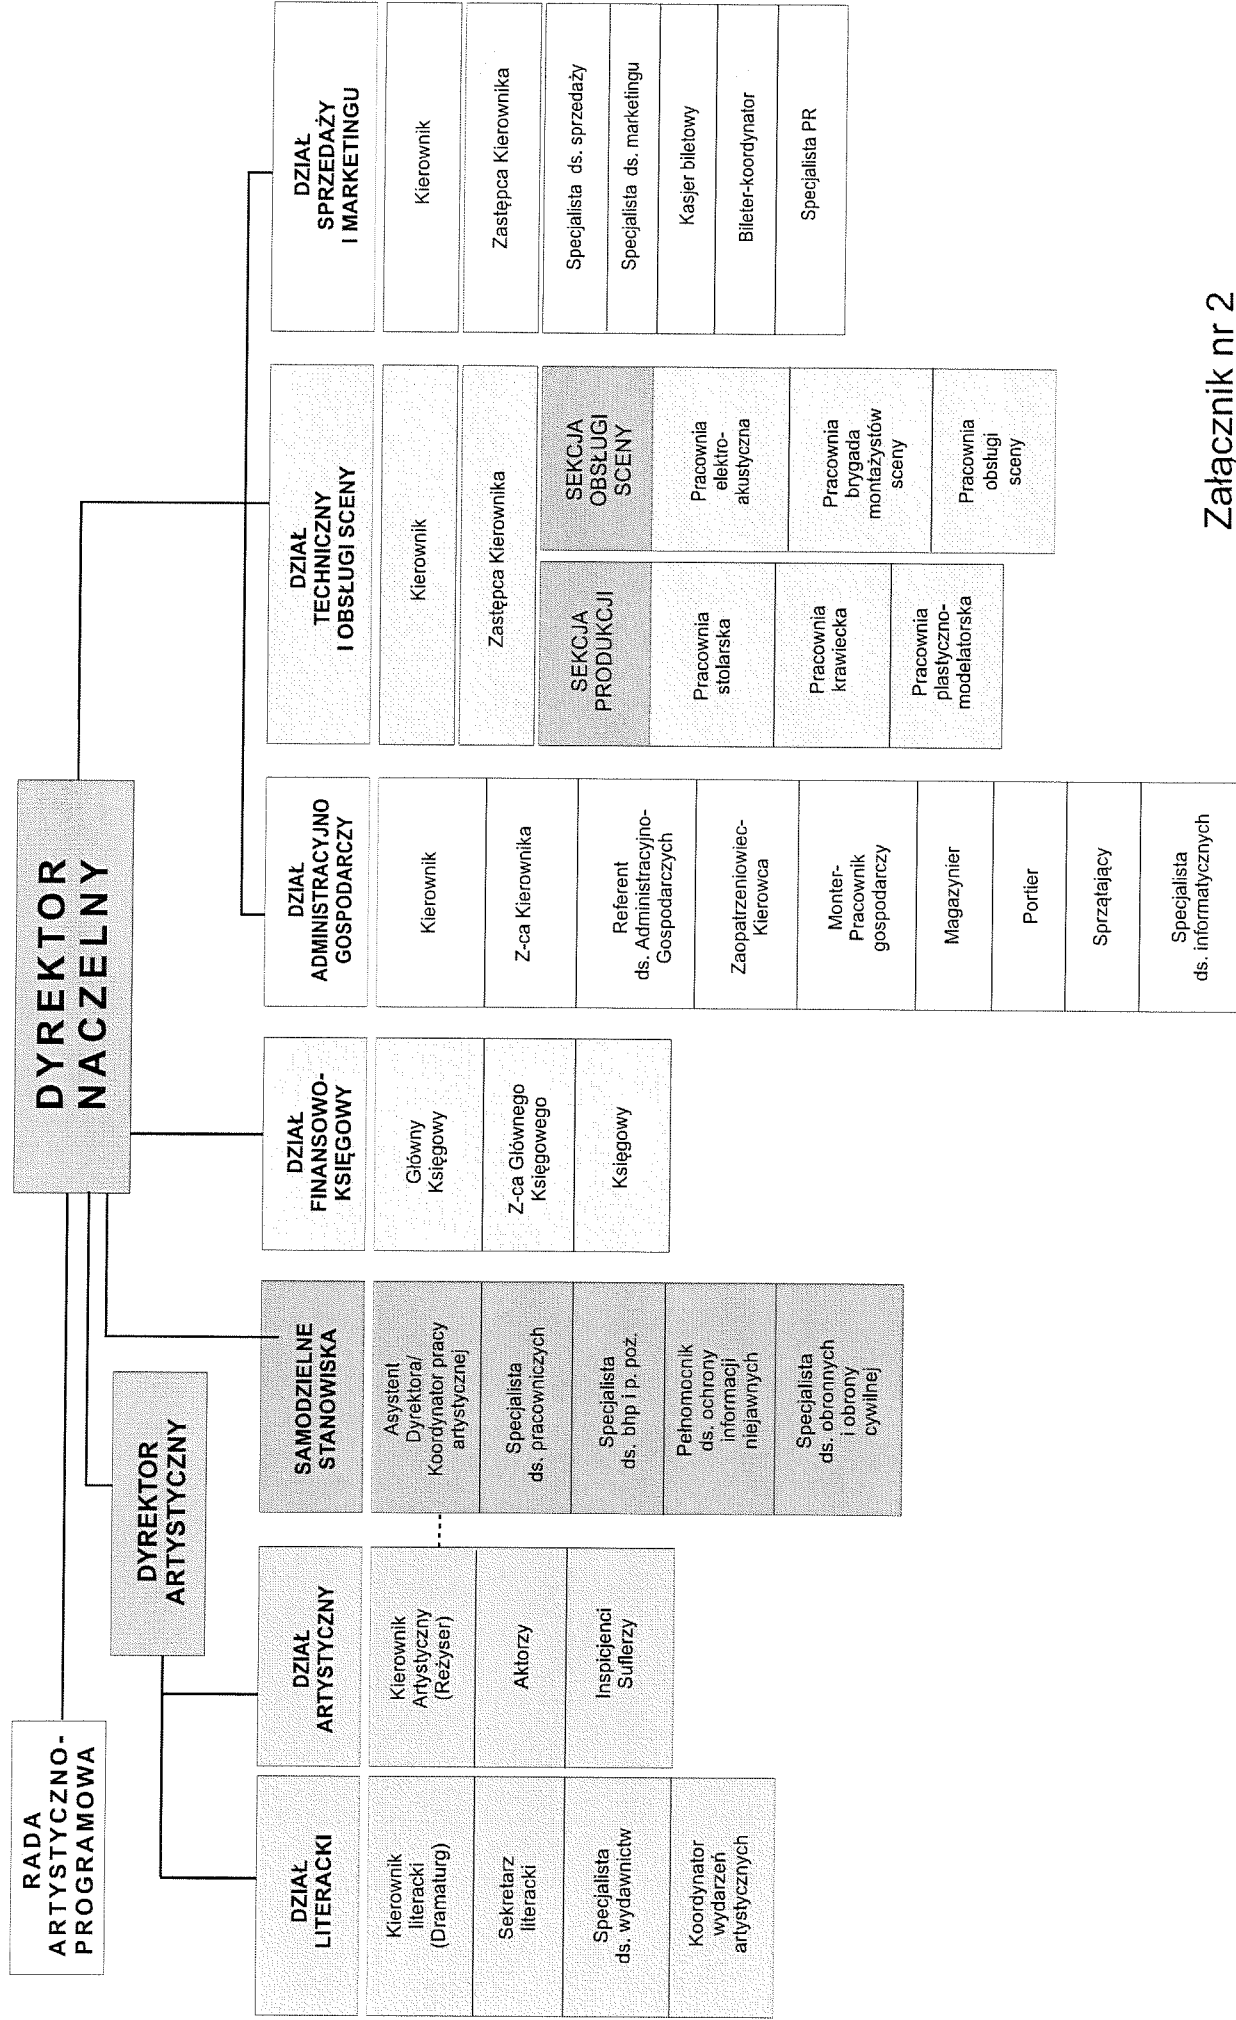 RADA
ARTYSTYCZNO-
PROGRAMOWA
DYREKTOR
NACZELNY
DYREKTOR
ARTYSTYCZNY
DZIAŁ
LITERACKI
Kierownik
literacki
(Dramaturg)
Sekretarz
literacki
Specjalista
ds. wydawnictw
Koordynator
wydarzeń
artystycznych
DZIAŁ
ARTYSTYCZNY
Kierownik
Artystyczny
(Reżyser)
Aktorzy
Inspicjenci
Suflerzy
SAMODZIELNE
STANOWISKA
Asystent
Dyrektora/
Koordynator pracy
artystycznej
Specjalista
ds. pracowniczych
Specjalista
ds. bhp i p. poż.
Pełnomocnik
ds. ochrony
informacji
niejawnych
Specjalista
ds. obronnych
i obrony
cywilnej
DZIAŁ
FINANSOWO-
KSIĘGOWY
Główny
Księgowy
Z-ca Głównego
Księgowego
Księgowy
DZIAŁ
ADMINISTRACYJNO
GOSPODARCZY
Kierownik
Z-ca Kierownika
Referent
ds. Administracyjno-
Gospodarczych
Zaopatrzeniowiec-
Kierowca
Monter-
Pracownik
gospodarczy
Magazynier
Portier
Sprzątający
Specjalista
ds. informatycznych
DZIAŁ
TECHNICZNY
I OBSŁUGI SCENY
Kierownik
Zastępca Kierownika
SEKCJA
PRODUKCJI
Pracownia
stolarska
Pracownia
krawiecka
Pracownia
plastyczno-
modelatorska
SEKCJA
OBSŁUGI
SCENY
Pracownia
elektro-
akustyczna
Pracownia
brygada
montażystów
sceny
Pracownia
obsługi
sceny
DZIAŁ
SPRZEDAŻY
I MARKETINGU
Kierownik
Zastępca Kierownika
Specjalista ds. sprzedaży
Specjalista ds. marketingu
Kasjer biletowy
Bileter-koordynator
Specjalista PR
Załącznik nr 2